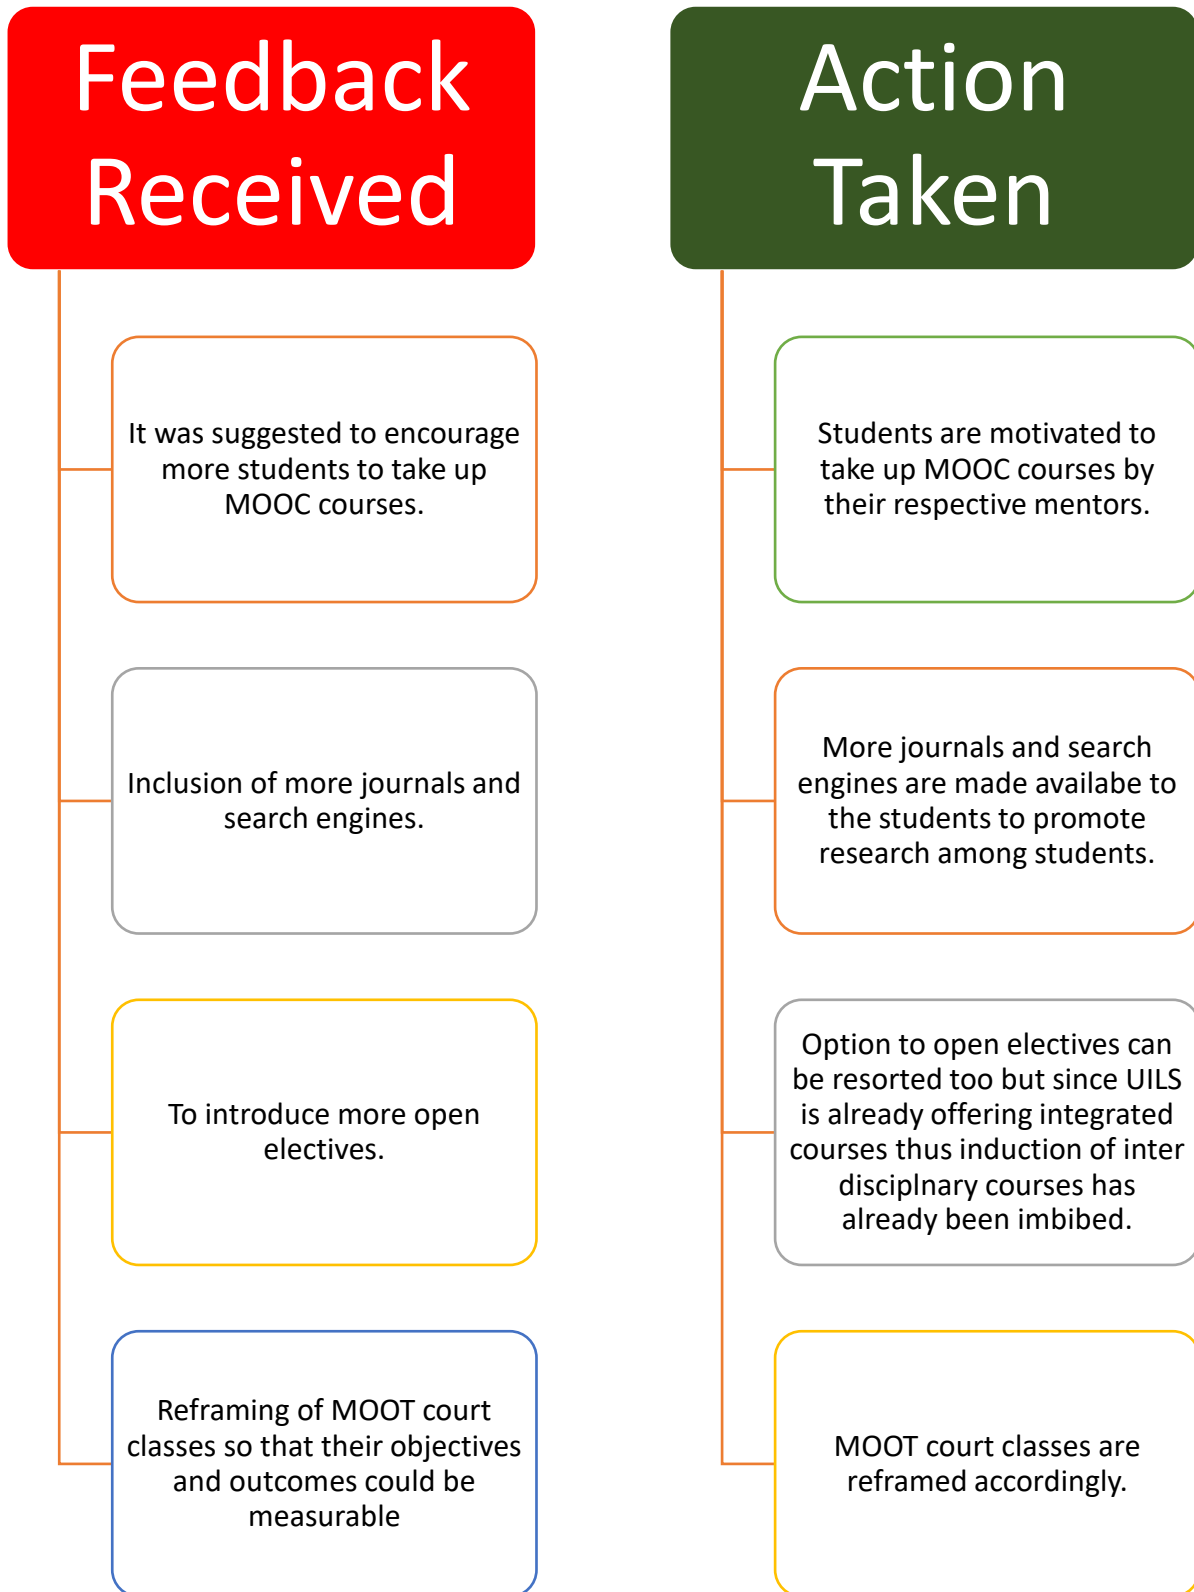 Feedback
Received
It was suggested to encourage
more students to take up
MOOC courses.
Inclusion of more journals and
search engines.
To introduce more open
electives.
Reframing of MOOT court
classes so that their objectives
and outcomes could be
measurable
Action
Taken
Students are motivated to
take up MOOC courses by
their respective mentors.
More journals and search
engines are made availabe to
the students to promote
research among students.
Option to open electives can
be resorted too but since UILS
is already offering integrated
courses thus induction of inter
disciplnary courses has
already been imbibed.
MOOT court classes are
reframed accordingly.